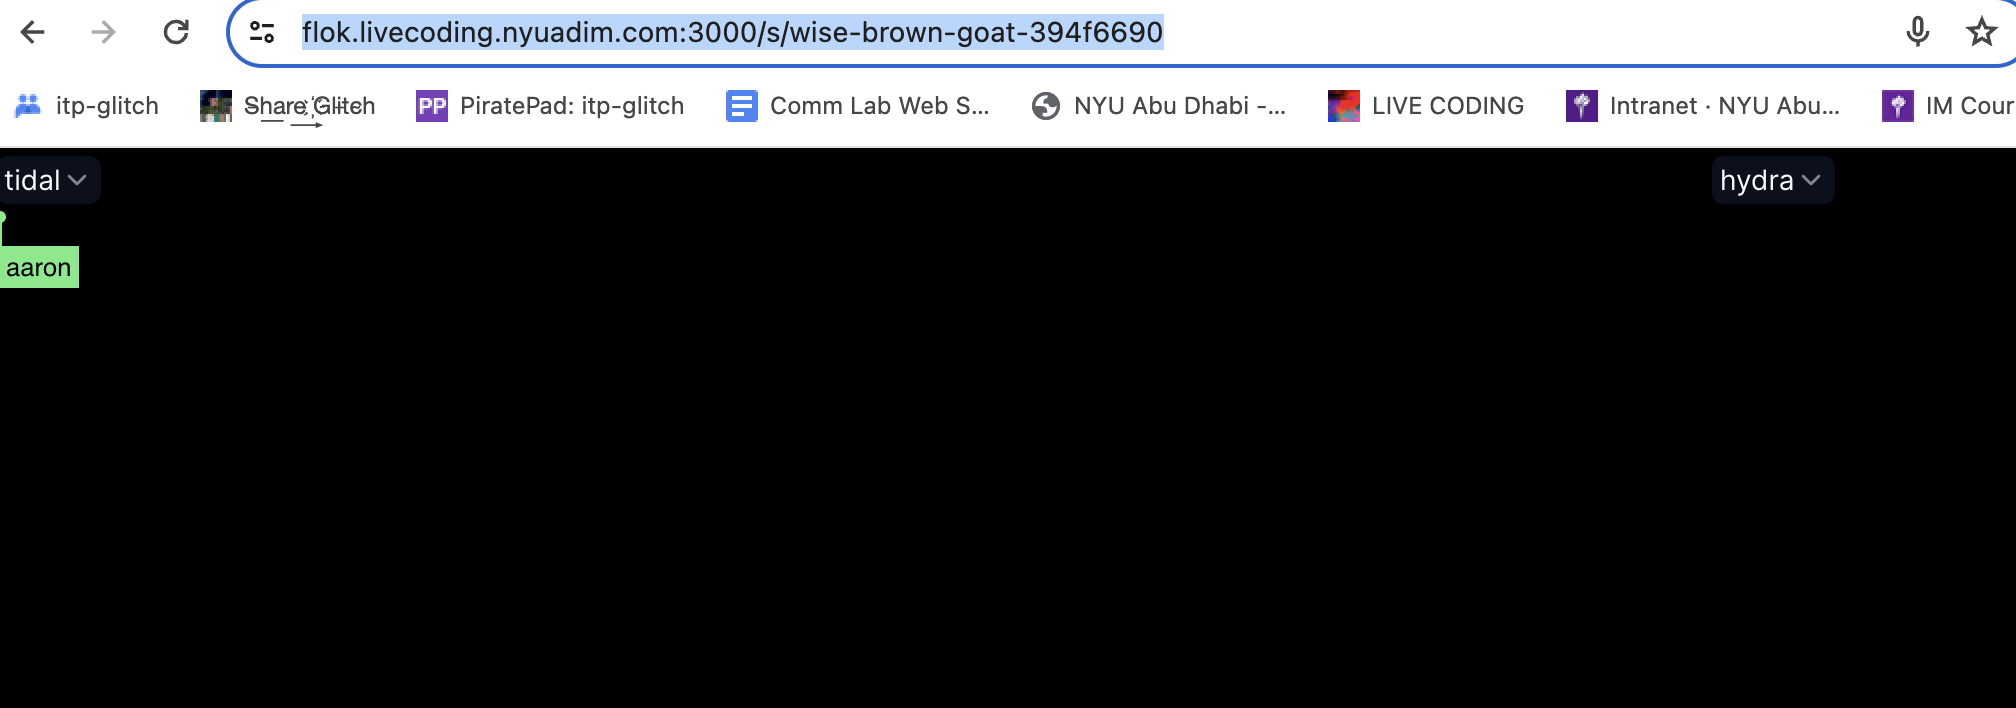 flok.livecoding.nyuadim.com:3000/s/wise-brown-goat-394f6690
itp-glitch Share Glitch PP PiratePad: itp-glitch Comm Lab Web S... NYU Abu Dhabi -... LIVE CODING Intranet · NYU Abu... IM Cour
tidal hydra
aaron